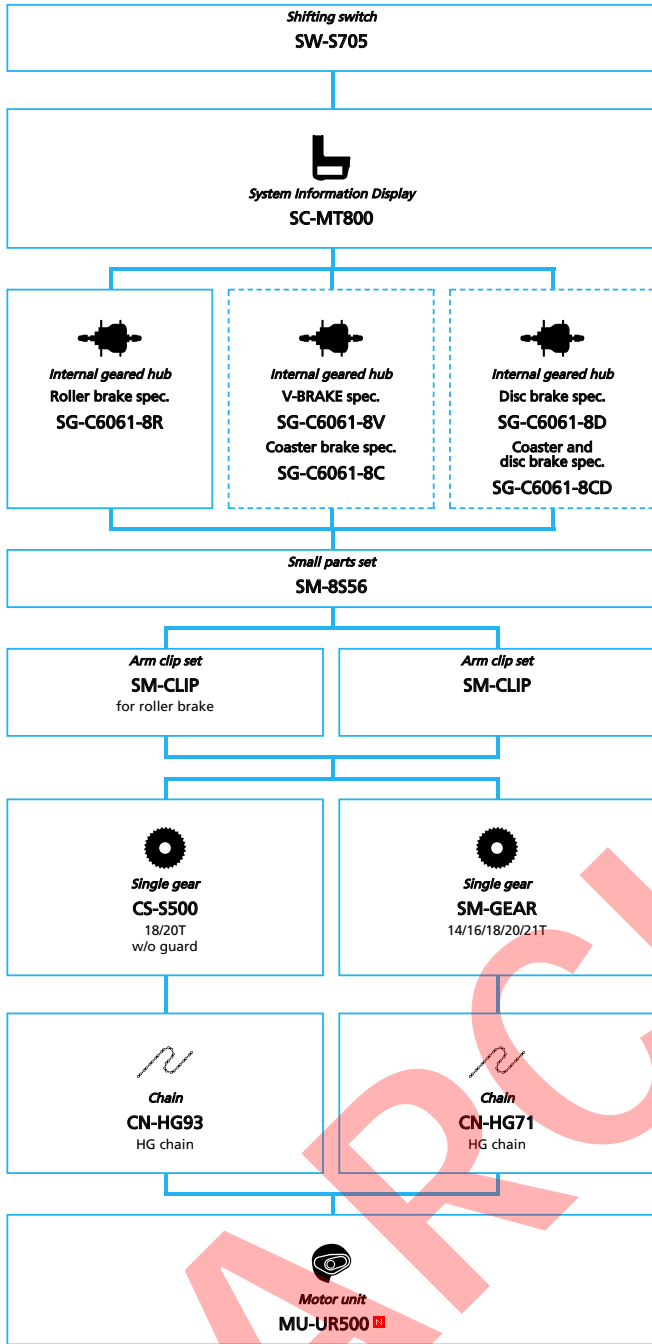 Shifting switch
SW-S705
System Information Display
SC-MT800
Internal geared hub
Roller brake spec.
SG-C6061-8R
Internal geared hub
V-BRAKE spec.
SG-C6061-8V
Coaster brake spec.
SG-C6061-8C
Internal geared hub
Disc brake spec.
SG-C6061-8D
Coaster and
disc brake spec.
SG-C6061-8CD
Small parts set
SM-8S56
Arm clip set
SM-CLIP
for roller brake
Arm clip set
SM-CLIP
Single gear
CS-S500
18/20T
w/o guard
Single gear
SM-GEAR
14/16/18/20/21T
Chain
CN-HG93
HG chain
Chain
CN-HG71
HG chain
Motor unit
MU-UR500 N
ARC